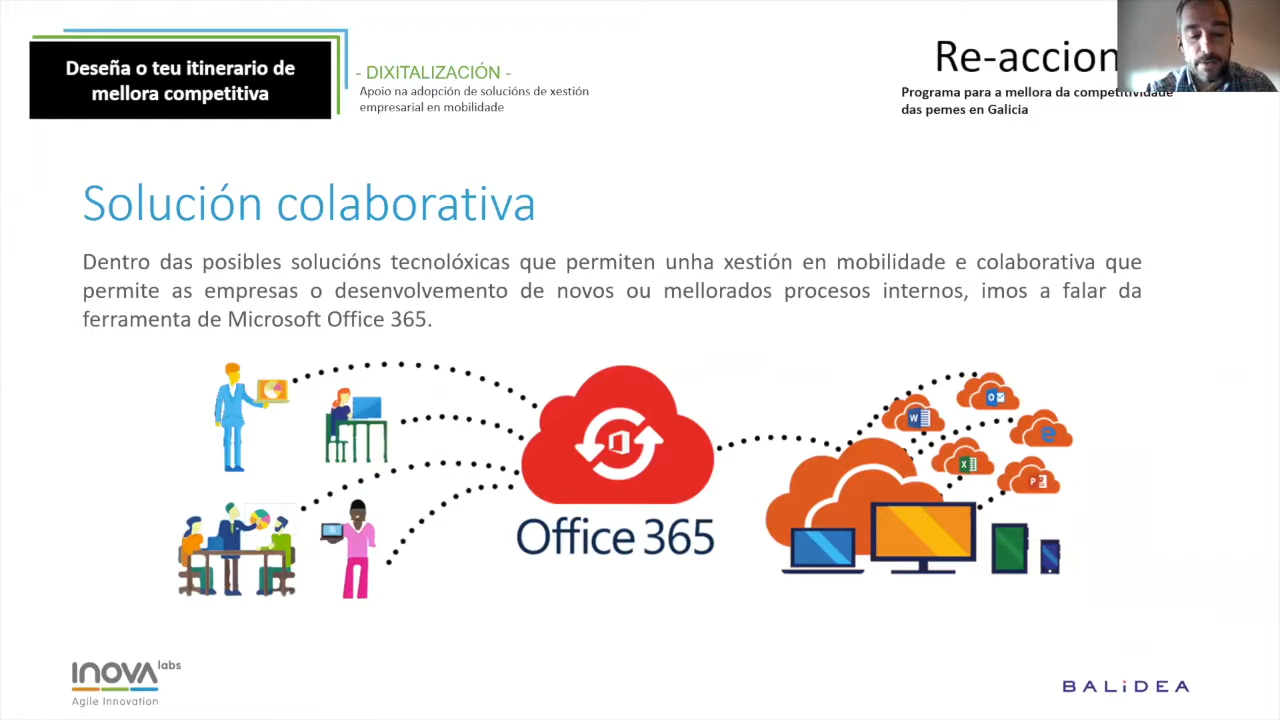 Deseña o teu itinerario de
mellora competitiva
- DIXITALIZACIÓN -
Apoio na adopción de solucións de xestión
empresarial en mobilidade
Re-accion
Programa para a mellora da competitividade
das pemes en Galicia
Solución colaborativa
Dentro das posibles solucións tecnolóxicas que permiten unha xestión en mobilidade e colaborativa que
permite as empresas o desenvolvemento de novos ou mellorados procesos internos, imos a falar da
ferramenta de Microsoft Office 365.
Office 365
INOVA labs
Agile Innovation
BALiDEA